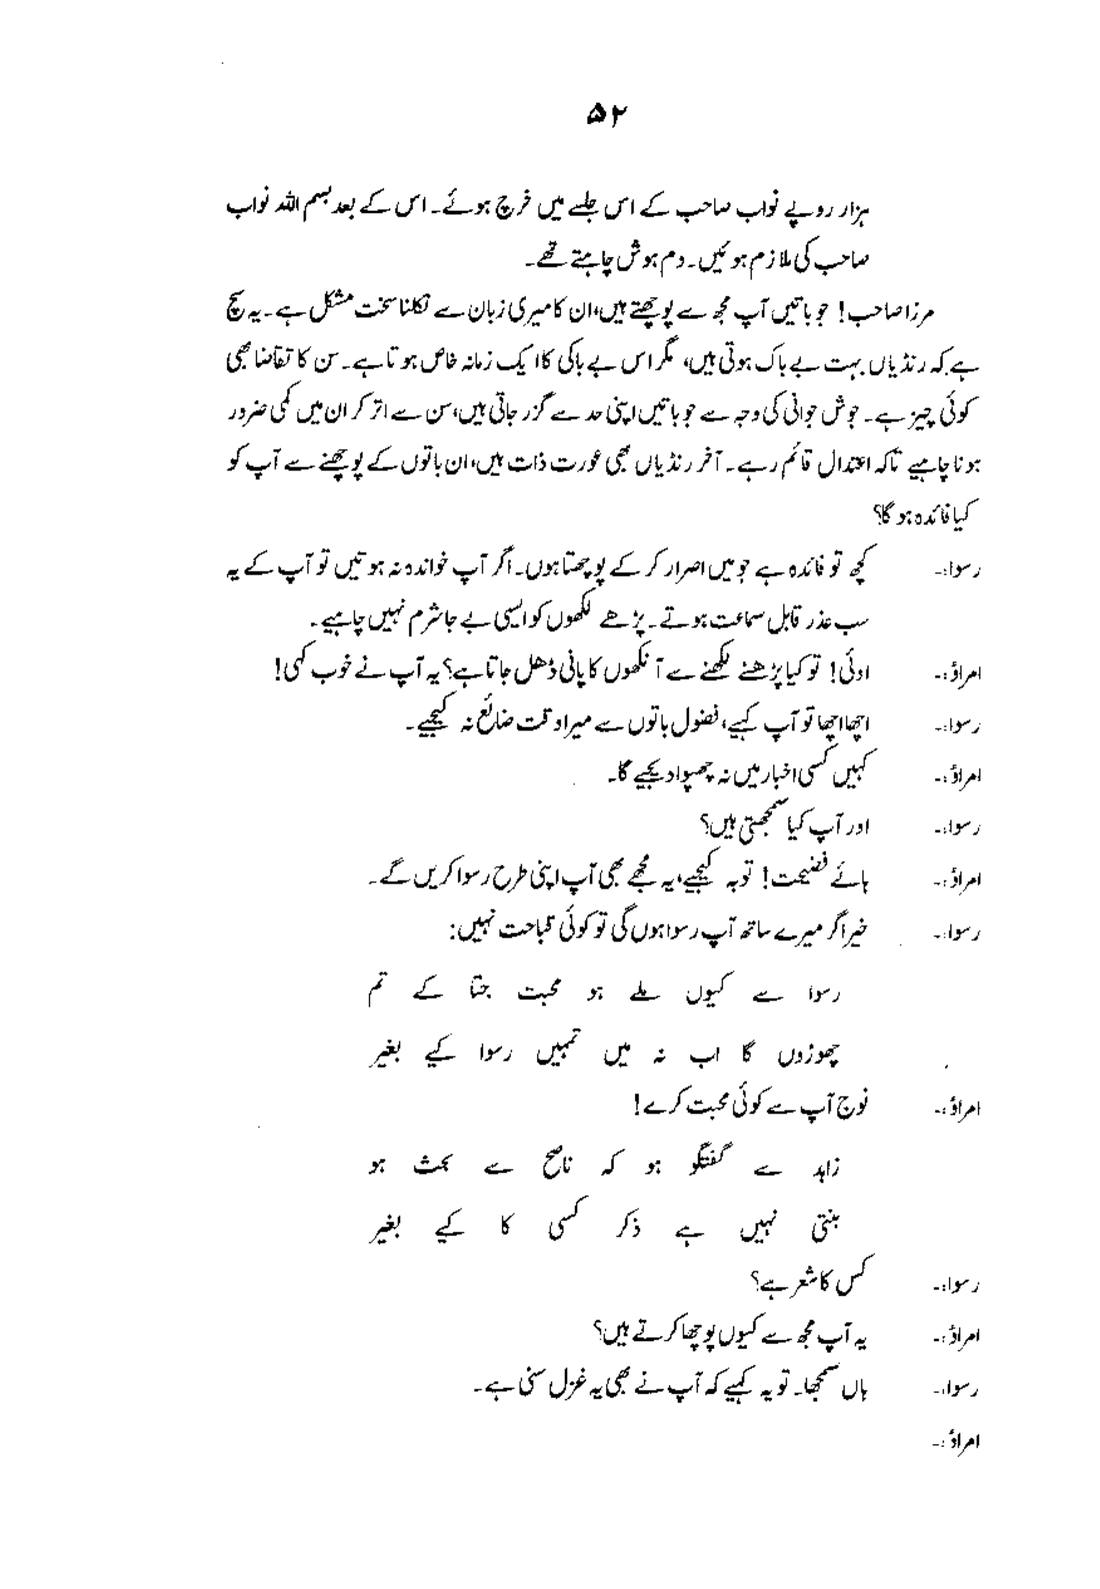 ۵۲
ہزار روپے نواب صاحب کے اس جلسے میں خرچ ہوئے۔ اس کے بعد بسم اللہ نواب
صاحب کی ملازم ہوئیں۔ دم ہوش چاہتے تھے۔
مرزا صاحب! جو باتیں آپ مجھ سے پوچھتے ہیں، ان کا میری زبان سے نکلنا سخت مشکل ہے۔ یہ سچ
ہے کہ رنڈیاں بہت بے باک ہوتی ہیں، مگر اس بے باکی کا ایک زمانہ خاص ہوتا ہے۔ سن کا تقاضا بھی
کوئی چیز ہے۔ جوش جوانی کی وجہ سے جو باتیں اپنی حد سے گزر جاتی ہیں، سن سے اتر کر ان میں کمی ضرور
ہونا چاہیے تاکہ اعتدال قائم رہے۔ آخر رنڈیاں بھی عورت ذات ہیں، ان باتوں کے پوچھنے سے آپ کو
کیا فائدہ ہوگا؟
رسوا:۔ کچھ تو فائدہ ہے جو میں اصرار کر کے پوچھتا ہوں۔ اگر آپ خواندہ نہ ہوتیں تو آپ کے یہ
سب عذر قابل سماعت ہوتے۔ پڑھے لکھوں کو ایسی بے جا شرم نہیں چاہیے۔
امراؤ:۔ اوئی! تو کیا پڑھنے لکھنے سے آنکھوں کا پانی ڈھل جاتا ہے؟ یہ آپ نے خوب کہی!
رسوا:۔ اچھا اچھا تو آپ کہیے، فضول باتوں سے میرا وقت ضائع نہ کیجیے۔
امراؤ:۔ کہیں کسی اخبار میں نہ چھپوا دیجیے گا۔
رسوا:۔ اور آپ کیا سمجھتی ہیں؟
امراؤ:۔ ہائے فضیحت! توبہ کیجیے، یہ مجھے بھی آپ اپنی طرح رسوا کریں گے۔
رسوا:۔ خیر اگر میرے ساتھ آپ رسوا ہوں گی تو کوئی قباحت نہیں:
رسوا سے کیوں ملے ہو محبت جتا کے تم
چھوڑوں گا اب نہ میں تمہیں رسوا کیے بغیر
امراؤ:۔ نوج آپ سے کوئی محبت کرے!
زاہد سے گفتگو ہو کہ ناصح سے بحث ہو
بنتی نہیں ہے ذکر کسی کا کیے بغیر
رسوا:۔ کس کا شعر ہے؟
امراؤ:۔ یہ آپ مجھ سے کیوں پوچھا کرتے ہیں؟
رسوا:۔ ہاں سمجھا۔ تو یہ کہیے کہ آپ نے بھی یہ غزل سنی ہے۔
امراؤ:۔